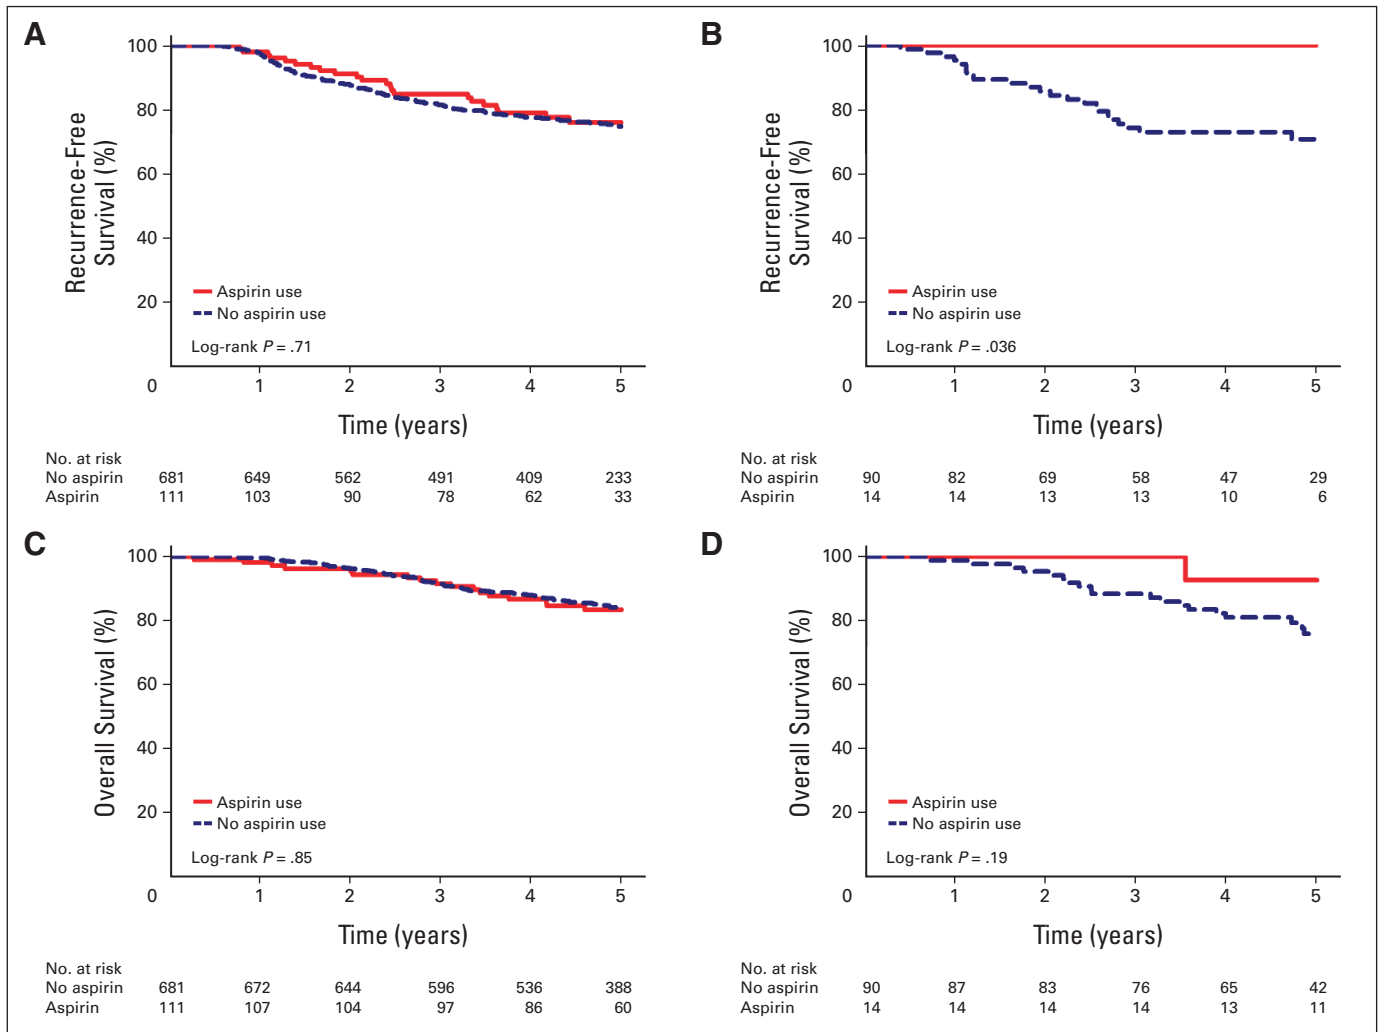 A
100
80
60
40
20
0
Recurrence-Free
Survival (%)
Aspirin use
No aspirin use
Log-rank P = .71
1 2 3 4 5
Time (years)
No. at risk
No aspirin 681 649 562 491 409 233
Aspirin 111 103 90 78 62 33
B
100
80
60
40
20
0
Recurrence-Free
Survival (%)
Aspirin use
No aspirin use
Log-rank P = .036
1 2 3 4 5
Time (years)
No. at risk
No aspirin 90 82 69 58 47 29
Aspirin 14 14 13 13 10 6
C
100
80
60
40
20
0
Overall Survival (%)
Aspirin use
No aspirin use
Log-rank P = .85
1 2 3 4 5
Time (years)
No. at risk
No aspirin 681 672 644 596 536 388
Aspirin 111 107 104 97 86 60
D
100
80
60
40
20
0
Overall Survival (%)
Aspirin use
No aspirin use
Log-rank P = .19
1 2 3 4 5
Time (years)
No. at risk
No aspirin 90 87 83 76 65 42
Aspirin 14 14 14 14 13 11